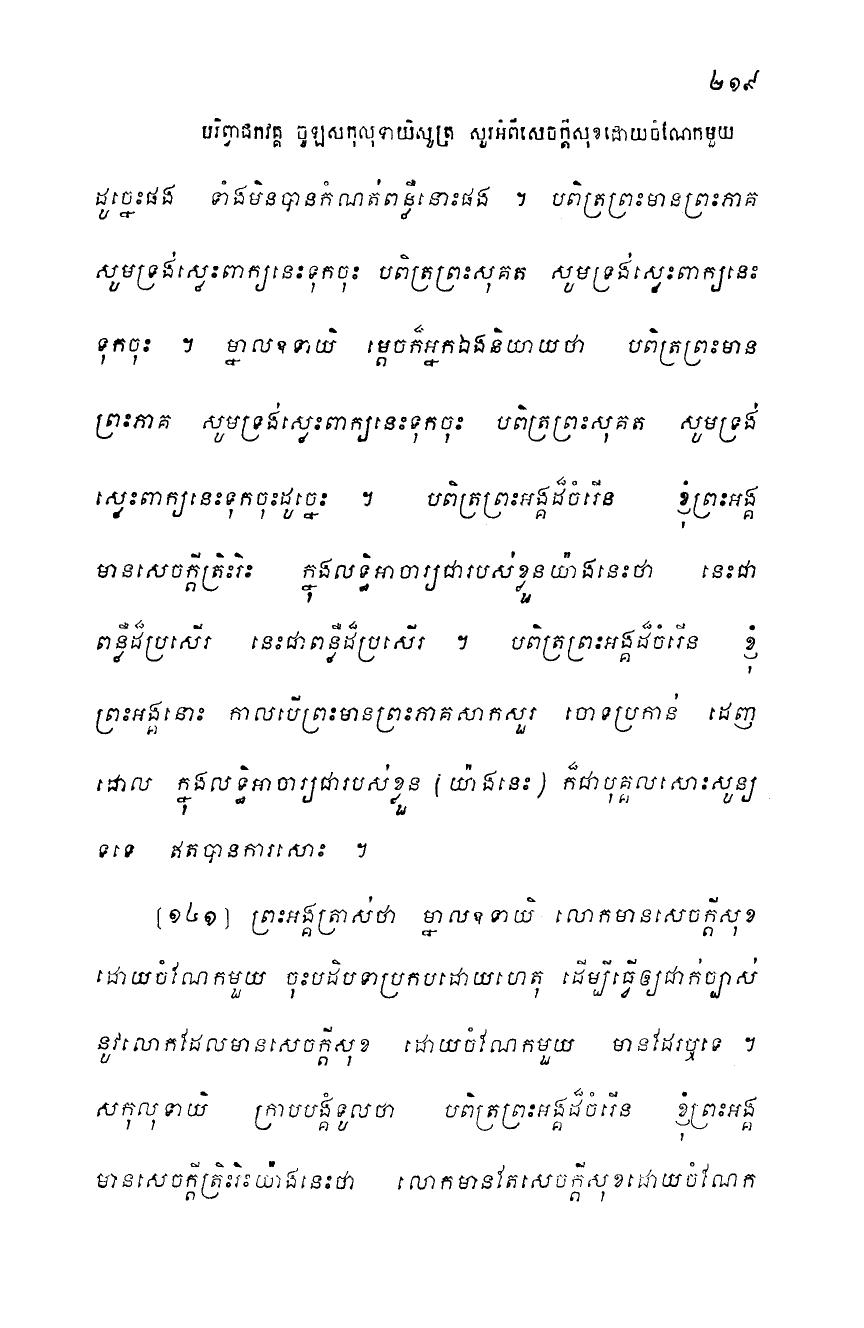 ២១៩
បរិព្វាជកវគ្គ ចូឡសកុលុទាយិសូត្រ សួរអំពីសេចក្ដីសុខដោយចំណែកមួយ
ដូច្នេះផង ទាំងមិនបានកំណត់ពន្លឺនោះផង ។ បពិត្រព្រះមានព្រះភាគ
សូមទ្រង់ស្ទេះពាក្យនេះទុកចុះ បពិត្រព្រះសុគត សូមទ្រង់ស្ទេះពាក្យនេះ
ទុកចុះ ។ ម្នាលឧទាយិ ម្ដេចក៏អ្នកឯងនិយាយថា បពិត្រព្រះមាន
ព្រះភាគ សូមទ្រង់ស្ទេះពាក្យនេះទុកចុះ បពិត្រព្រះសុគត សូមទ្រង់
ស្ទេះពាក្យនេះទុកចុះដូច្នេះ ។ បពិត្រព្រះអង្គដ៏ចំរើន ខ្ញុំព្រះអង្គ
មានសេចក្ដីត្រិះរិះ ក្នុងលទ្ធិអាចារ្យជារបស់ខ្លួនយ៉ាងនេះថា នេះជា
ពន្លឺដ៏ប្រសើរ នេះជាពន្លឺដ៏ប្រសើរ ។ បពិត្រព្រះអង្គដ៏ចំរើន ខ្ញុំ
ព្រះអង្គនោះ កាលបើព្រះមានព្រះភាគសាកសួរ ចោទប្រកាន់ ដេញ
ដោល ក្នុងលទ្ធិអាចារ្យជារបស់ខ្លួន (យ៉ាងនេះ) ក៏ជាបុគ្គលសោះសូន្យ
ទទេ ឥតបានការសោះ ។
[១៤១] ព្រះអង្គត្រាស់ថា ម្នាលឧទាយិ លោកមានសេចក្ដីសុខ
ដោយចំណែកមួយ ចុះបដិបទាប្រកបដោយហេតុ ដើម្បីធ្វើឲ្យជាក់ច្បាស់
នូវលោកដែលមានសេចក្ដីសុខ ដោយចំណែកមួយ មានដែរឬទេ ។
សកុលុទាយិ ក្រាបបង្គំទូលថា បពិត្រព្រះអង្គដ៏ចំរើន ខ្ញុំព្រះអង្គ
មានសេចក្ដីត្រិះរិះយ៉ាងនេះថា លោកមានតែសេចក្ដីសុខដោយចំណែក